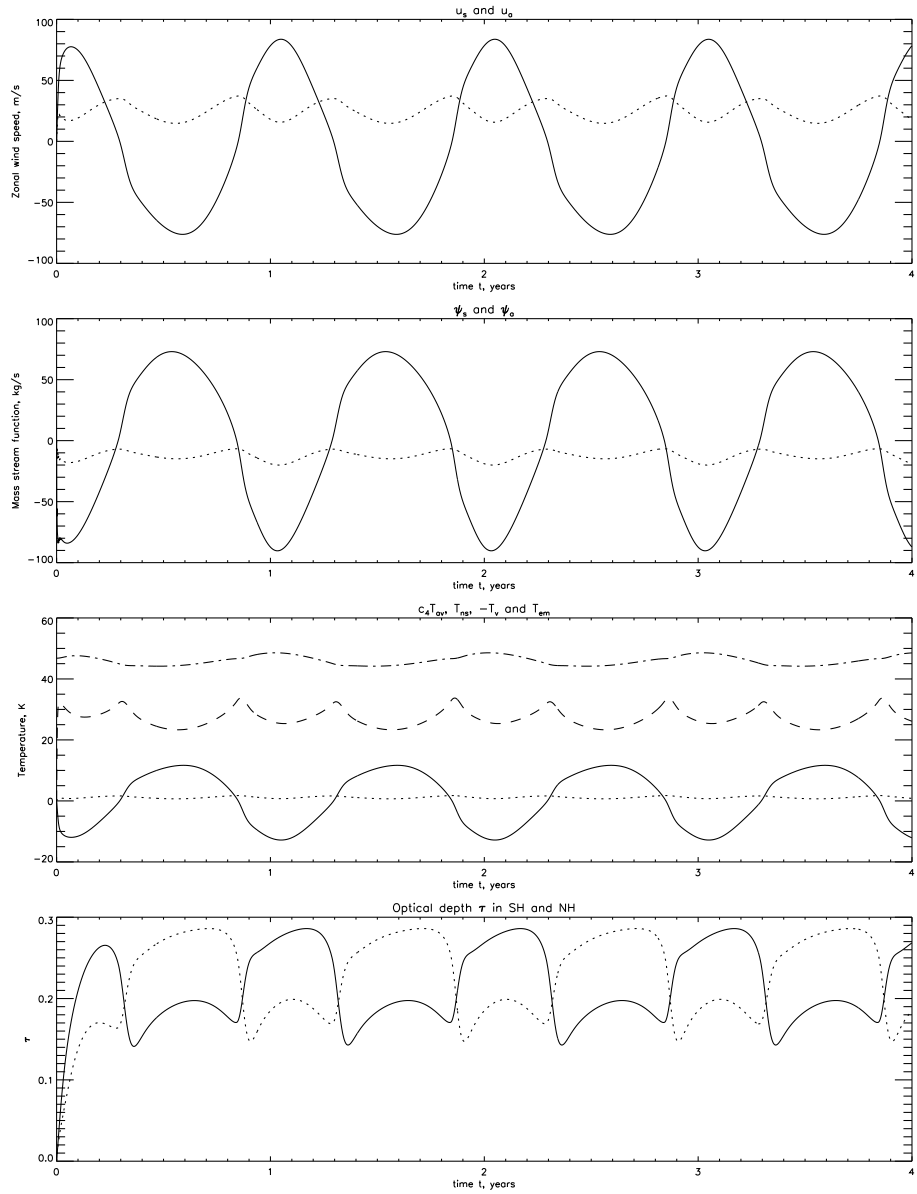 u_s and u_a
100
50
0
−50
−100
Zonal wind speed, m/s
0 1 2 3 4
time t, years
ψ_s and ψ_a
100
50
0
−50
−100
Mass stream function, kg/s
0 1 2 3 4
time t, years
c_4T_av, T_ns, −T_v and T_em
60
40
20
0
−20
Temperature, K
0 1 2 3 4
time t, years
Optical depth τ in SH and NH
0.3
0.2
0.1
0.0
τ
0 1 2 3 4
time t, years